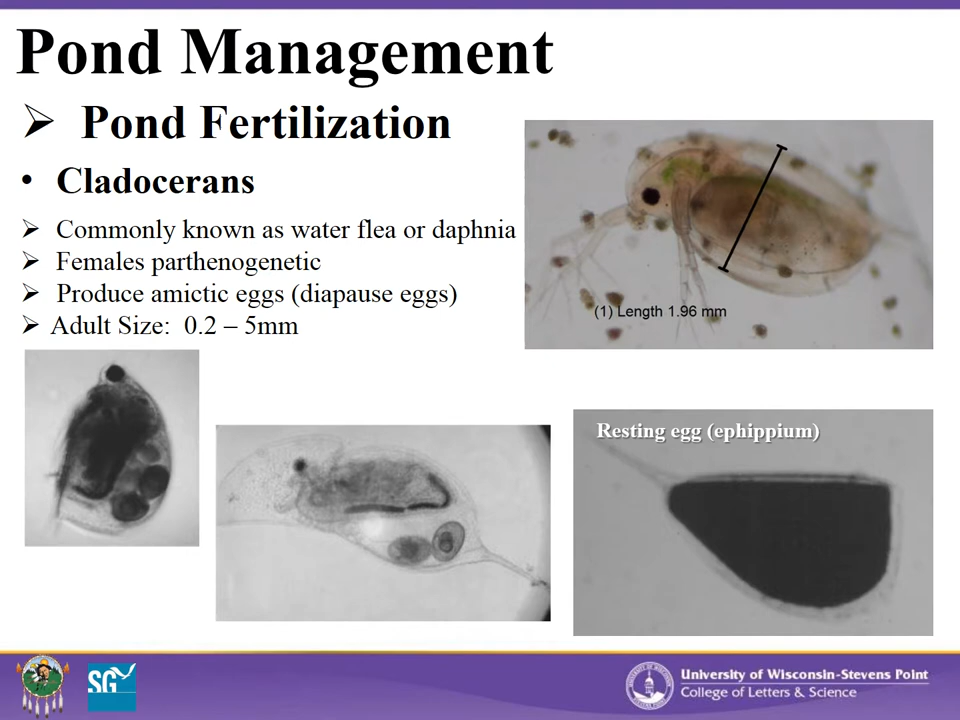 Pond Management
➢ Pond Fertilization
• Cladocerans
➢ Commonly known as water flea or daphnia
➢ Females parthenogenetic
➢ Produce amictic eggs (diapause eggs)
➢ Adult Size: 0.2 – 5mm
(1) Length 1.96 mm
Resting egg (ephippium)
SG
University of Wisconsin-Stevens Point
College of Letters & Science